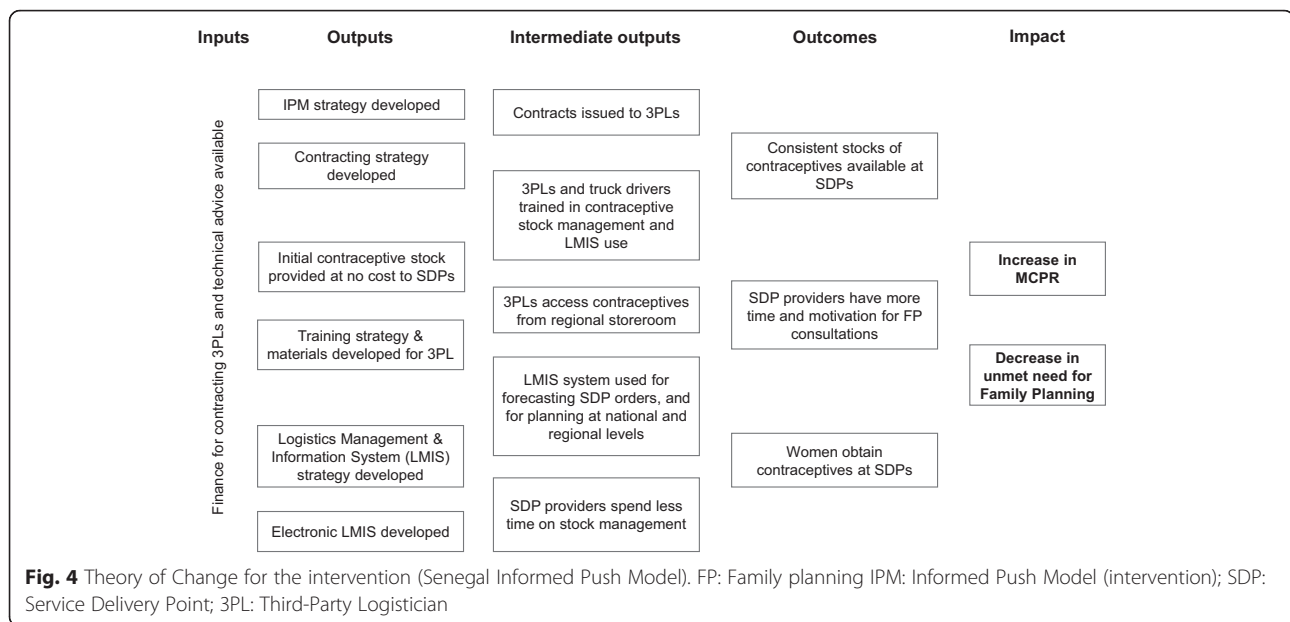 Inputs
Outputs
Intermediate outputs
Outcomes
Impact
Finance for contracting 3PLs and technical advice available
IPM strategy developed
Contracting strategy
developed
Initial contraceptive stock
provided at no cost to SDPs
Training strategy &
materials developed for 3PL
Logistics Management &
Information System (LMIS)
strategy developed
Electronic LMIS developed
Contracts issued to 3PLs
3PLs and truck drivers
trained in contraceptive
stock management and
LMIS use
3PLs access contraceptives
from regional storeroom
LMIS system used for
forecasting SDP orders, and
for planning at national and
regional levels
SDP providers spend less
time on stock management
Consistent stocks of
contraceptives available at
SDPs
SDP providers have more
time and motivation for FP
consultations
Women obtain
contraceptives at SDPs
Increase in
MCPR
Decrease in
unmet need for
Family Planning
Fig. 4 Theory of Change for the intervention (Senegal Informed Push Model). FP: Family planning IPM: Informed Push Model (intervention); SDP:
Service Delivery Point; 3PL: Third-Party Logistician